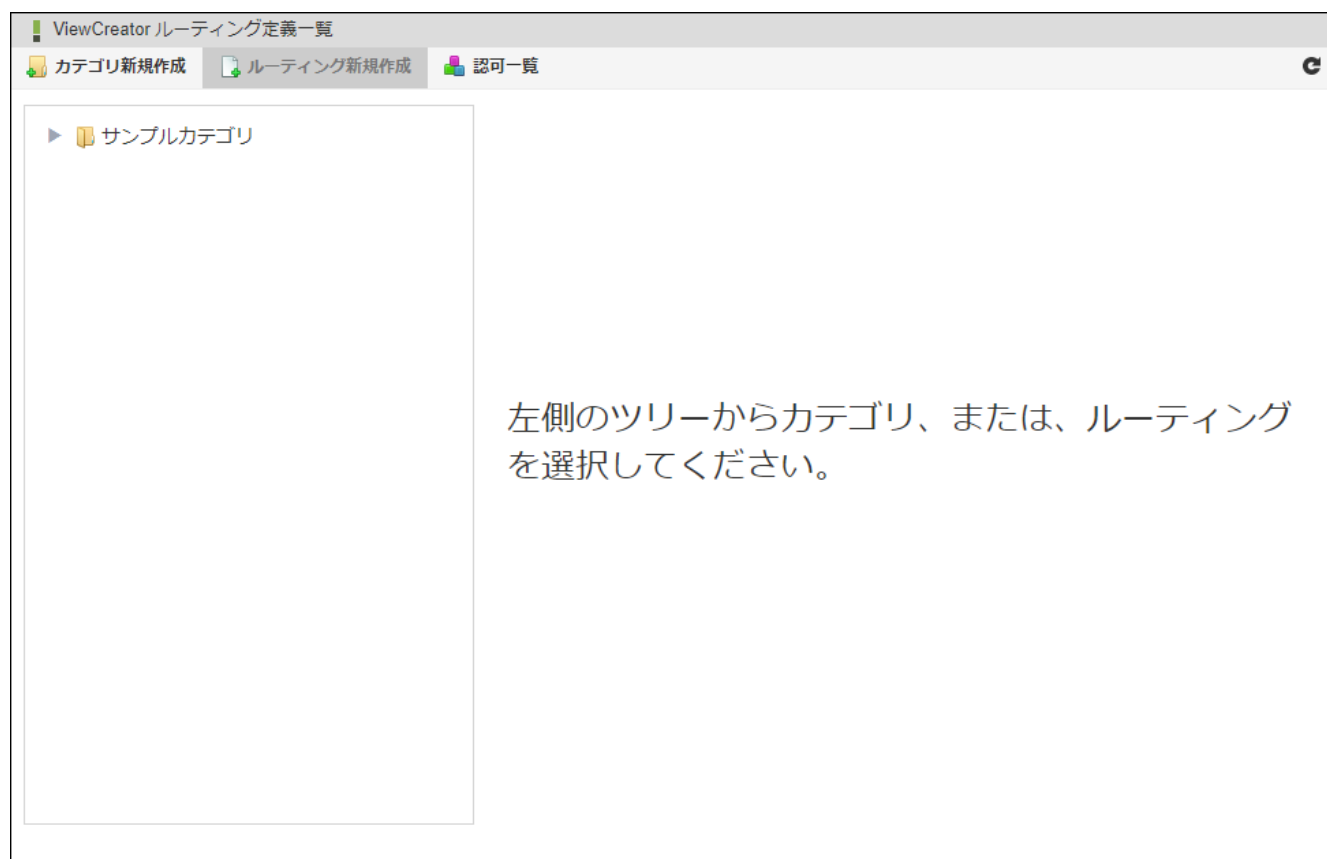 ViewCreator ルーティング定義一覧
カテゴリ新規作成 ルーティング新規作成 認可一覧
サンプルカテゴリ
左側のツリーからカテゴリ、または、ルーティング
を選択してください。